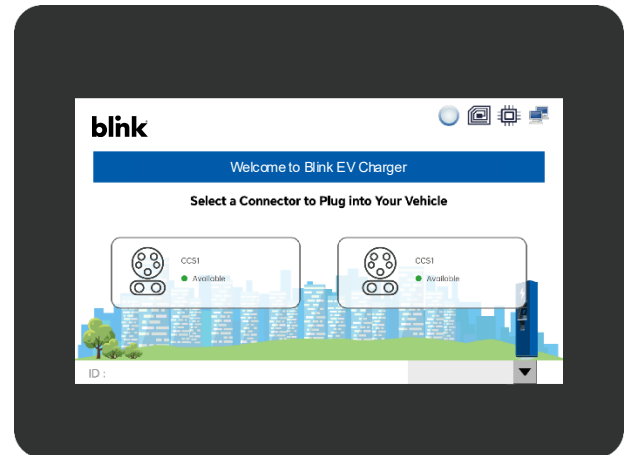 blink
Welcome to Blink EV Charger
Select a Connector to Plug into Your Vehicle
CCS1
Available
CCS1
Available
ID :